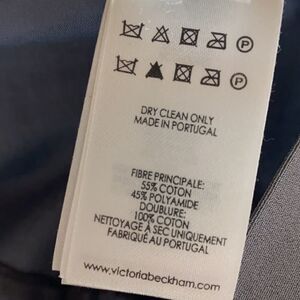 P
P
DRY CLEAN ONLY
MADE IN PORTUGAL
FIBRE PRINCIPALE:
55% COTON
45% POLYAMIDE
DOUBLURE:
100% COTON
NETTOYAGE À SEC UNIQUEMENT
FABRIQUÉ AU PORTUGAL
www.victoriabeckham.com